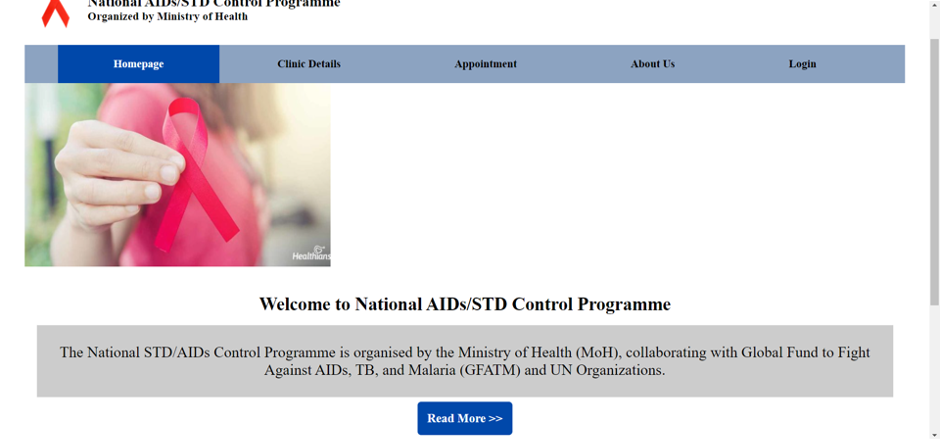 National AIDs/STD Control Programme
Organized by Ministry of Health
Homepage Clinic Details Appointment About Us Login
Healthians
Welcome to National AIDs/STD Control Programme
The National STD/AIDs Control Programme is organised by the Ministry of Health (MoH), collaborating with Global Fund to Fight
Against AIDs, TB, and Malaria (GFATM) and UN Organizations.
Read More >>